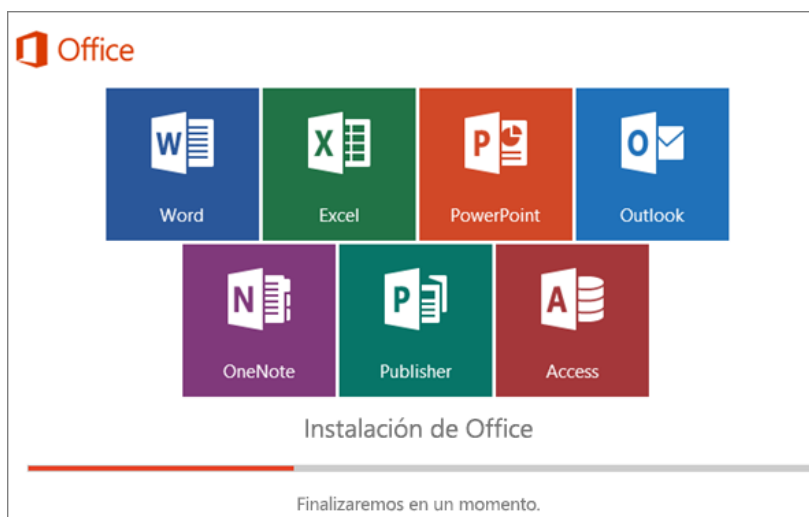 Office
Word Excel PowerPoint Outlook
OneNote Publisher Access
Instalación de Office
Finalizaremos en un momento.